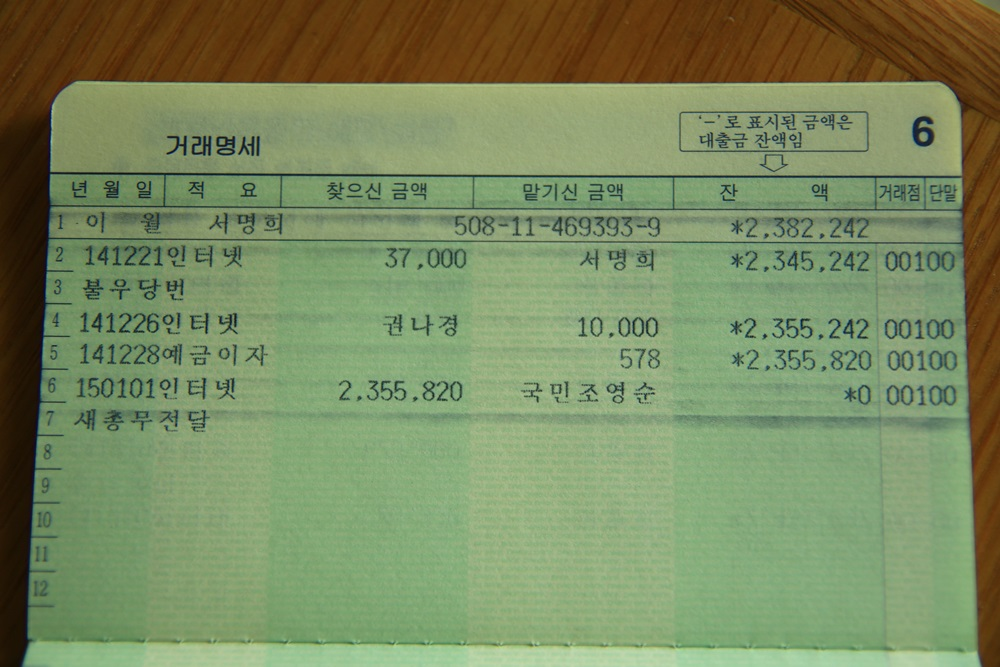 '-'로 표시된 금액은
대출금 잔액임
거래명세 6
년 월 일 적 요 찾으신 금액 맡기신 금액 잔 액 거래점 단말
1 이 월 서명희 508-11-469393-9 *2,382,242
2 141221인터넷 37,000 서명희 *2,345,242 00100
3 불우당번
4 141226인터넷 권나경 10,000 *2,355,242 00100
5 141228예금이자 578 *2,355,820 00100
6 150101인터넷 2,355,820 국민조영순 *0 00100
7 새총무전달
8
9
10
11
12